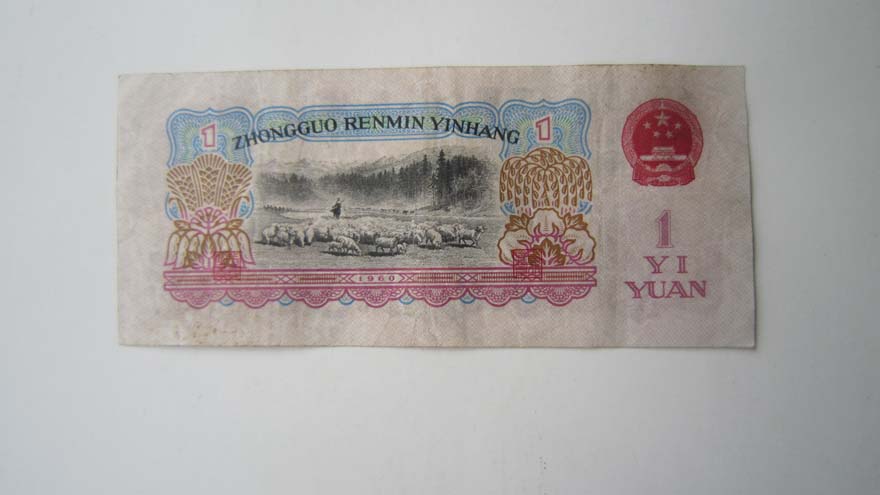 1
1
ZHONGGUO RENMIN YINHANG
1960
1
YI
YUAN